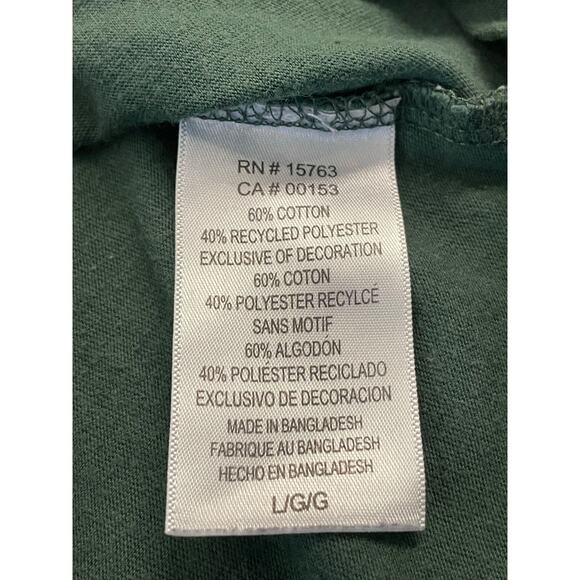 RN # 15763
CA # 00153
60% COTTON
40% RECYCLED POLYESTER
EXCLUSIVE OF DECORATION
60% COTON
40% POLYESTER RECYLCÉ
SANS MOTIF
60% ALGODON
40% POLIESTER RECICLADO
EXCLUSIVO DE DECORACION
MADE IN BANGLADESH
FABRIQUE AU BANGLADESH
HECHO EN BANGLADESH
L/G/G